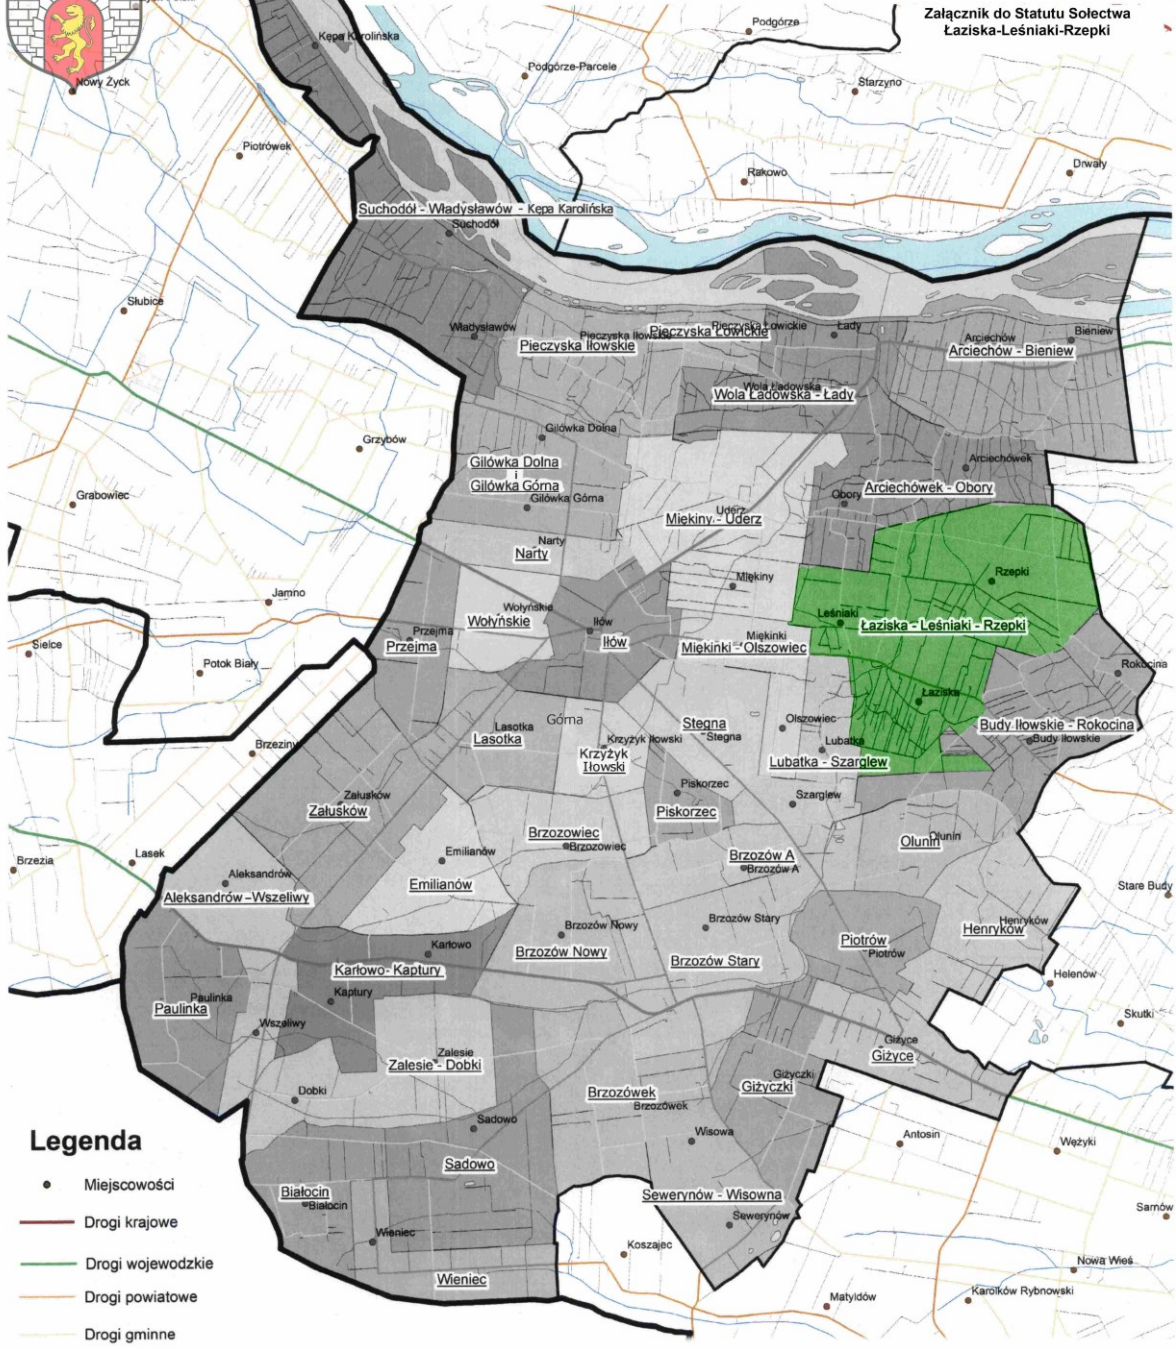 Załącznik do Statutu Sołectwa
Łaziska-Leśniaki-Rzepki
Podgórze
Kępa Karolińska
Podgórze-Parcele
Nowy Życk
Starzyno
Piotrówek
Drwały
Rakowo
Suchodół - Władysławów - Kępa Karolińska
Suchodół
Słubice
Władysławów
Pieczyska Iłowskie
Pieczyska Iłowskie
Pieczyska Łowickie
Pieczyska Łowickie
Łady
Arciechów
Bieniew
Arciechów - Bieniew
Wola Ładowska
Wola Ładowska - Łady
Gilówka Dolna
Grzybów
Gilówka Dolna
i
Gilówka Górna
Gilówka Górna
Arciechówek
Arciechówek - Obory
Obory
Grabowiec
Uderz
Miękiny - Uderz
Narty
Narty
Miękiny
Rzepki
Jamno
Wołyńskie
Wołyńskie
Leśniaki
Łaziska - Leśniaki - Rzepki
Iłów
Iłów
Przejma
Przejma
Miękinki
Miękinki - Olszowiec
Sielce
Potok Biały
Rokocina
Łaziska
Górna
Lasotka
Lasotka
Stegna
Stegna
Olszowiec
Budy Iłowskie - Rokocina
Budy Iłowskie
Brzeziny
Krzyżyk Iłowski
Krzyżyk
Iłowski
Lubatka
Lubatka - Szarglew
Załusków
Załusków
Piskorzec
Piskorzec
Szarglew
Brzozowiec
Brzozowiec
Olunin
Olunin
Brzezia
Lasek
Emilianów
Emilianów
Brzozów A
Brzozów A
Aleksandrów
Aleksandrów - Wszeliwy
Stare Budy
Brzozów Nowy
Brzozów Nowy
Brzozów Stary
Brzozów Stary
Henryków
Henryków
Piotrów
Piotrów
Karłowo
Karłowo - Kaptury
Kaptury
Helenów
Paulinka
Paulinka
Wszeliwy
Skutki
Giżyce
Giżyce
Zalesie
Zalesie - Dobki
Giżyczki
Giżyczki
Dobki
Brzozówek
Brzozówek
Sadowo
Sadowo
Wisowa
Antosin
Wężyki
Białocin
Białocin
Sewerynów - Wisowna
Sewerynów
Sarnów
Wieniec
Wieniec
Koszajec
Nowa Wieś
Matyldów
Karolków Rybnowski
Legenda
Miejscowości
Drogi krajowe
Drogi wojewodzkie
Drogi powiatowe
Drogi gminne